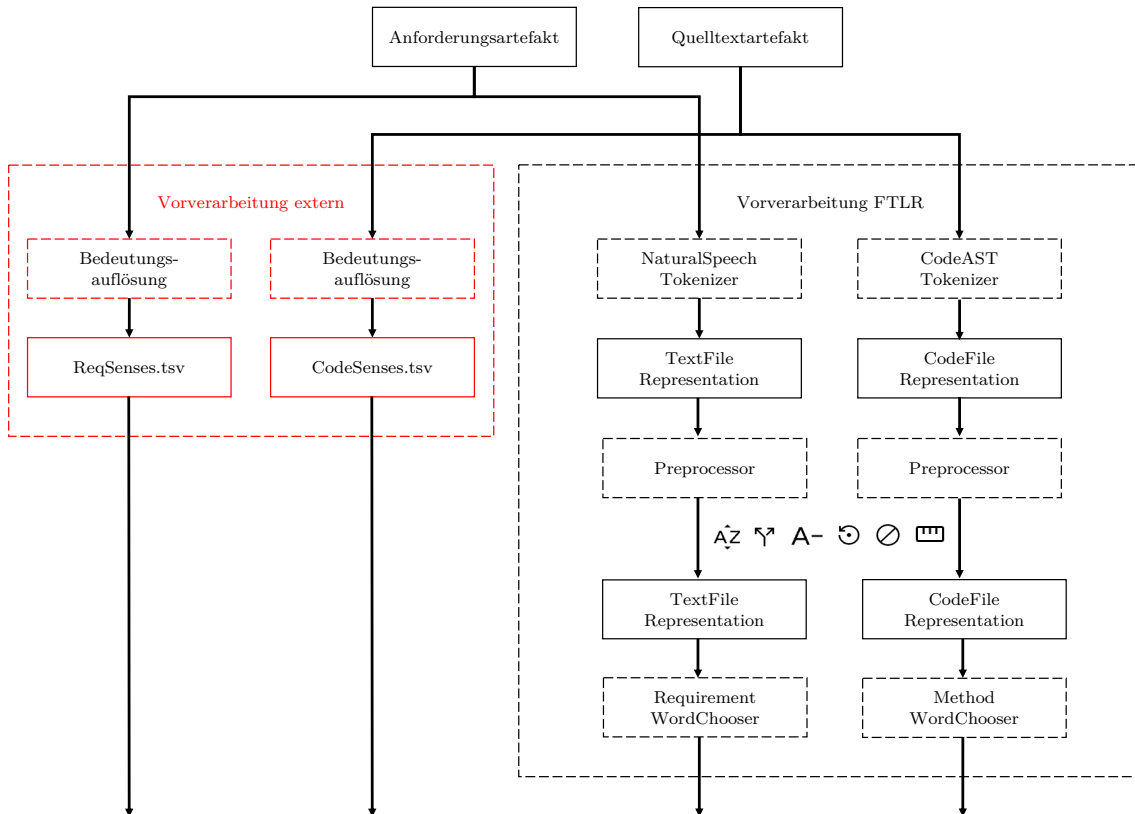 Anforderungsartefakt
Quelltextartefakt
Vorverarbeitung extern
Bedeutungs-
auflösung
Bedeutungs-
auflösung
ReqSenses.tsv
CodeSenses.tsv
Vorverarbeitung FTLR
NaturalSpeech
Tokenizer
CodeAST
Tokenizer
TextFile
Representation
CodeFile
Representation
Preprocessor
Preprocessor
AZ
A-
TextFile
Representation
CodeFile
Representation
Requirement
WordChooser
Method
WordChooser